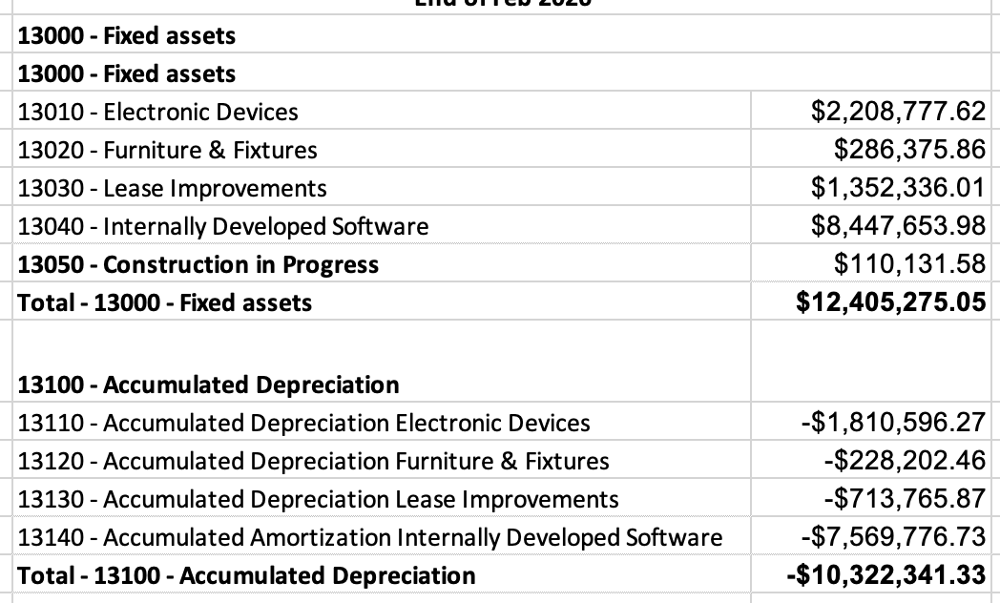 13000 - Fixed assets
13000 - Fixed assets
13010 - Electronic Devices $2,208,777.62
13020 - Furniture & Fixtures $286,375.86
13030 - Lease Improvements $1,352,336.01
13040 - Internally Developed Software $8,447,653.98
13050 - Construction in Progress $110,131.58
Total - 13000 - Fixed assets $12,405,275.05
13100 - Accumulated Depreciation
13110 - Accumulated Depreciation Electronic Devices -$1,810,596.27
13120 - Accumulated Depreciation Furniture & Fixtures -$228,202.46
13130 - Accumulated Depreciation Lease Improvements -$713,765.87
13140 - Accumulated Amortization Internally Developed Software -$7,569,776.73
Total - 13100 - Accumulated Depreciation -$10,322,341.33